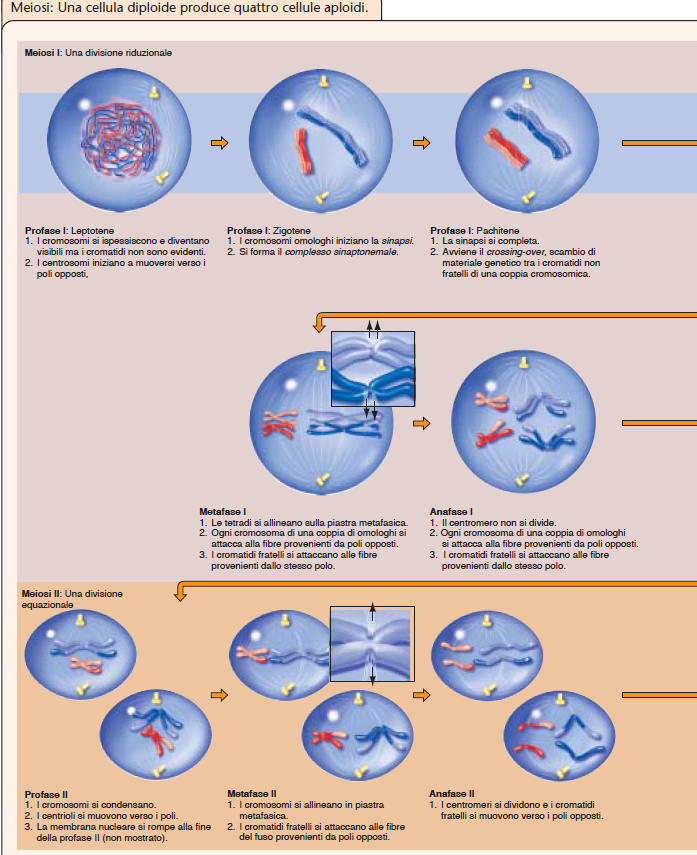 Meiosi: Una cellula diploide produce quattro cellule aploidi.
Meiosi I: Una divisione riduzionale
Profase I: Leptotene
1. I cromosomi si ispessiscono e diventano
visibili ma i cromatidi non sono evidenti.
2. I centrosomi iniziano a muoversi verso i
poli opposti,
Profase I: Zigotene
1. I cromosomi omologhi iniziano la sinapsi.
2. Si forma il complesso sinaptonemale.
Profase I: Pachitene
1. La sinapsi si completa.
2. Avviene il crossing-over, scambio di
materiale genetico tra i cromatidi non
fratelli di una coppia cromosomica.
Metafase I
1. Le tetradi si allineano sulla piastra metafasica.
2. Ogni cromosoma di una coppia di omologhi si
attacca alla fibre provenienti da poli opposti.
3. I cromatidi fratelli si attaccano alle fibre
provenienti dallo stesso polo.
Anafase I
1. Il centromero non si divide.
2. Ogni cromosoma di una coppia di omologhi
si attacca alla fibre provenienti da poli opposti.
3. I cromatidi fratelli si attaccano alle fibre
provenienti dallo stesso polo.
Meiosi II: Una divisione
equazionale
Profase II
1. I cromosomi si condensano.
2. I centrioli si muovono verso i poli.
3. La membrana nucleare si rompe alla fine
della profase II (non mostrato).
Metafase II
1. I cromosomi si allineano in piastra
metafasica.
2. I cromatidi fratelli si attaccano alle fibre
del fuso provenienti da poli opposti.
Anafase II
1. I centromeri si dividono e i cromatidi
fratelli si muovono verso i poli opposti.